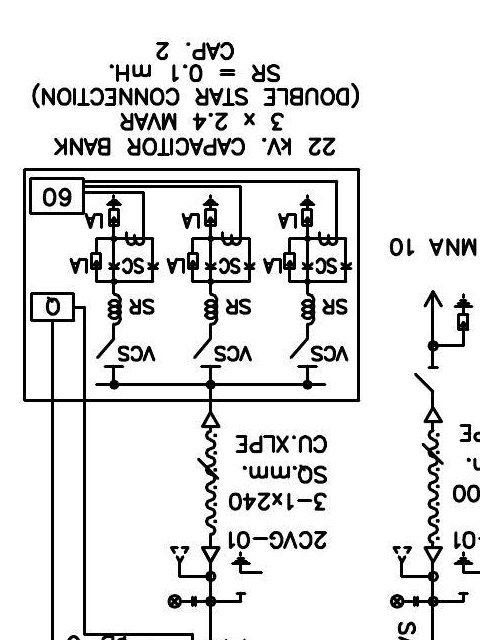 -01
2CVG-01
3-1x240
SQ.mm.
CU.XLPE
VCS VCS VCS
SR SR SR
Q
SC LA SC LA SC LA
MNA 10
LA LA LA
60
22 kV. CAPACITOR BANK
3 x 2.4 MVAR
(DOUBLE STAR CONNECTION)
SR = 0.1 mH.
CAP. 2